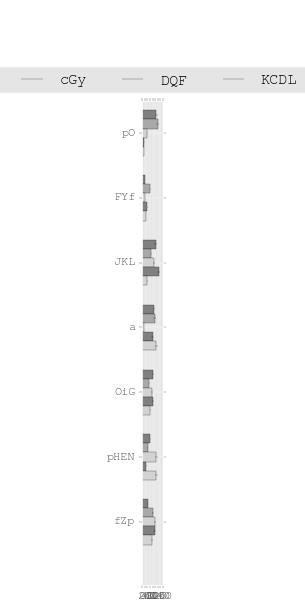 cGy DQF KCDL
pO
FYf
JKL
a
OiG
pHEN
fZp